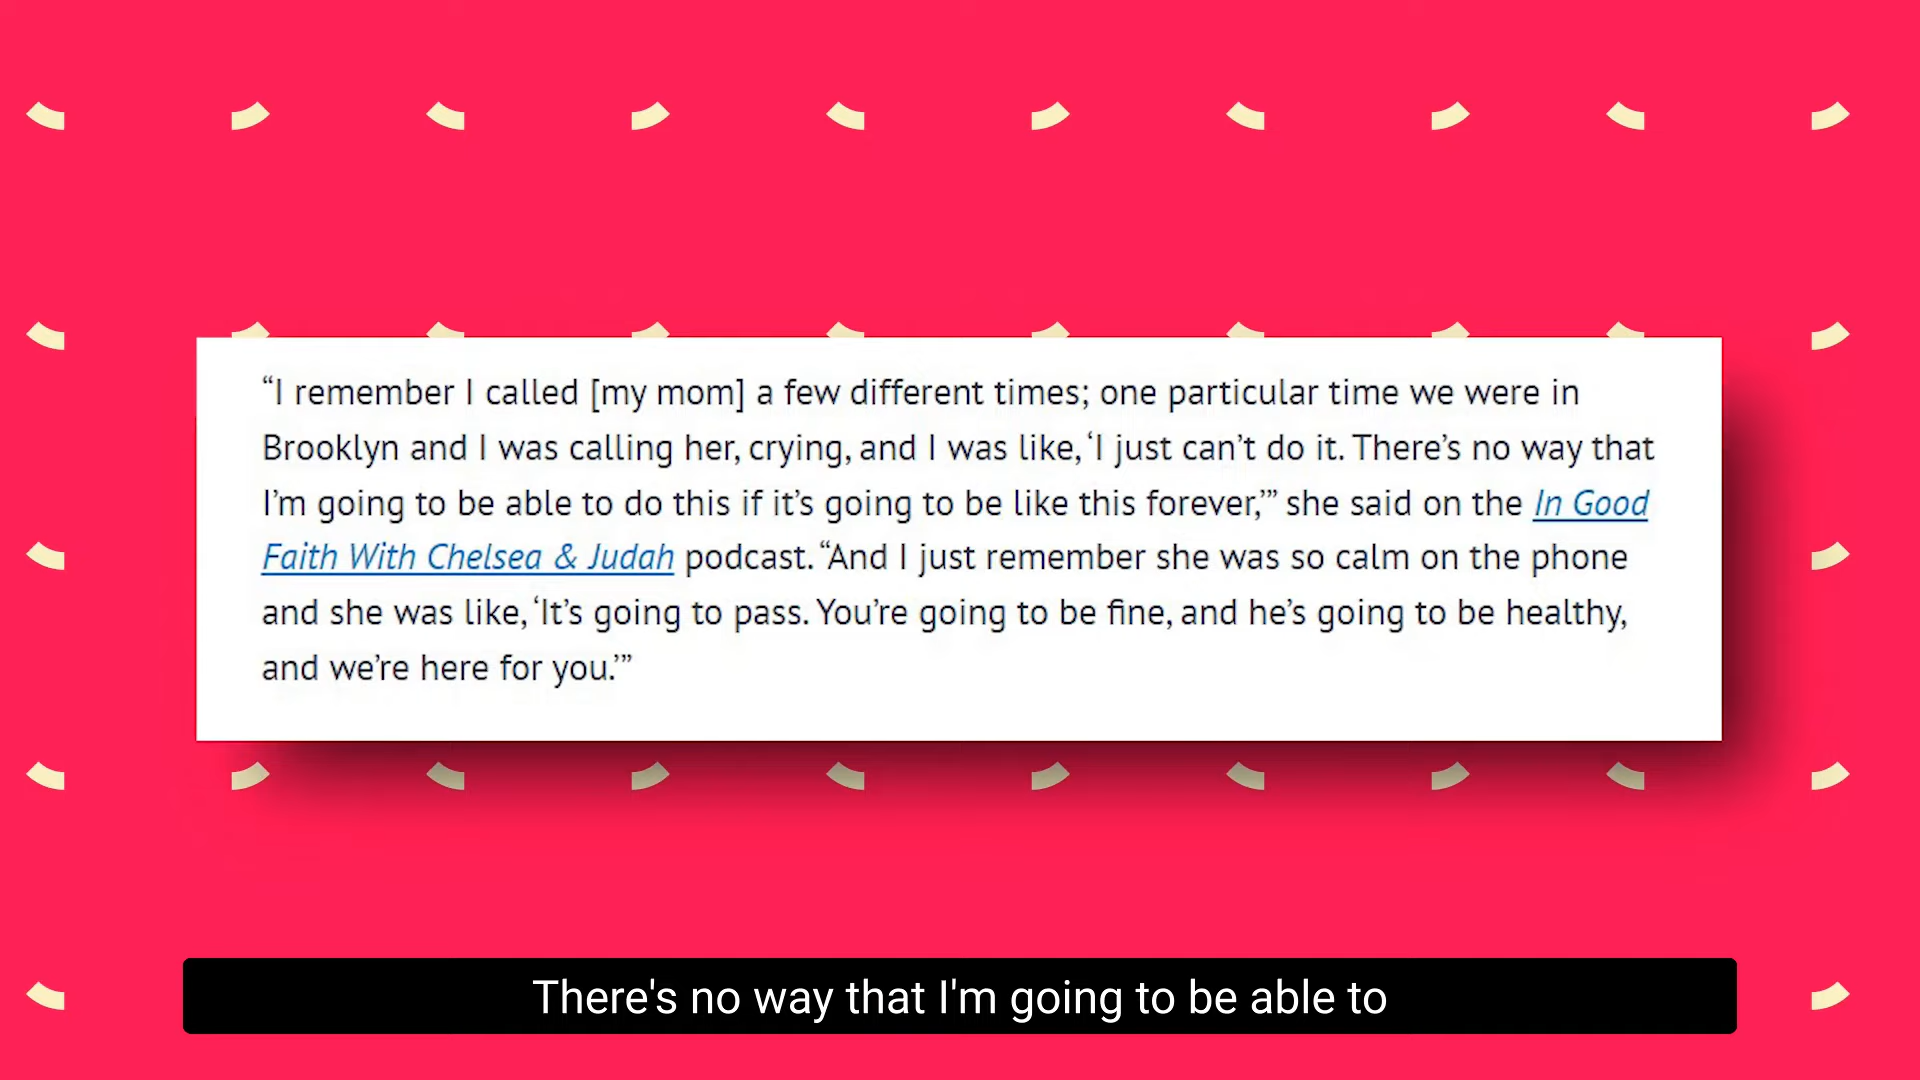 “I remember I called [my mom] a few different times; one particular time we were in
Brooklyn and I was calling her, crying, and I was like, ‘I just can’t do it. There’s no way that
I’m going to be able to do this if it’s going to be like this forever,’” she said on the In Good
Faith With Chelsea & Judah podcast. “And I just remember she was so calm on the phone
and she was like, ‘It’s going to pass. You’re going to be fine, and he’s going to be healthy,
and we’re here for you.’”
There's no way that I'm going to be able to